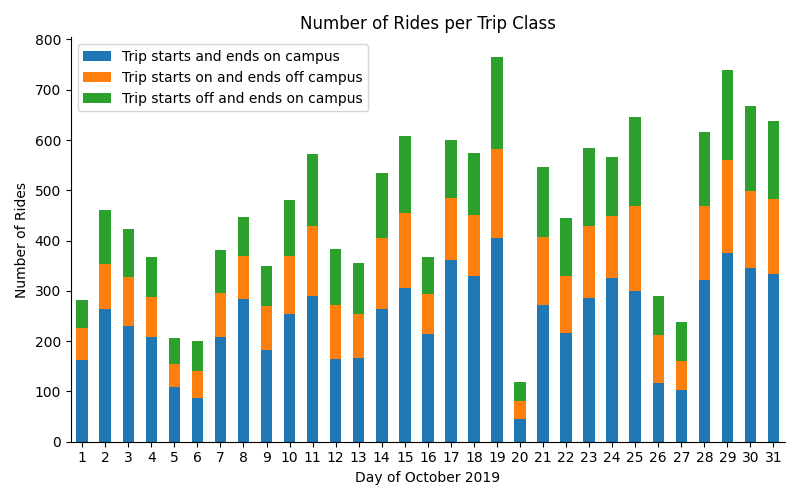 Number of Rides per Trip Class
800
700
600
500
400
300
200
100
0
Number of Rides
Trip starts and ends on campus
Trip starts on and ends off campus
Trip starts off and ends on campus
1 2 3 4 5 6 7 8 9 10 11 12 13 14 15 16 17 18 19 20 21 22 23 24 25 26 27 28 29 30 31
Day of October 2019